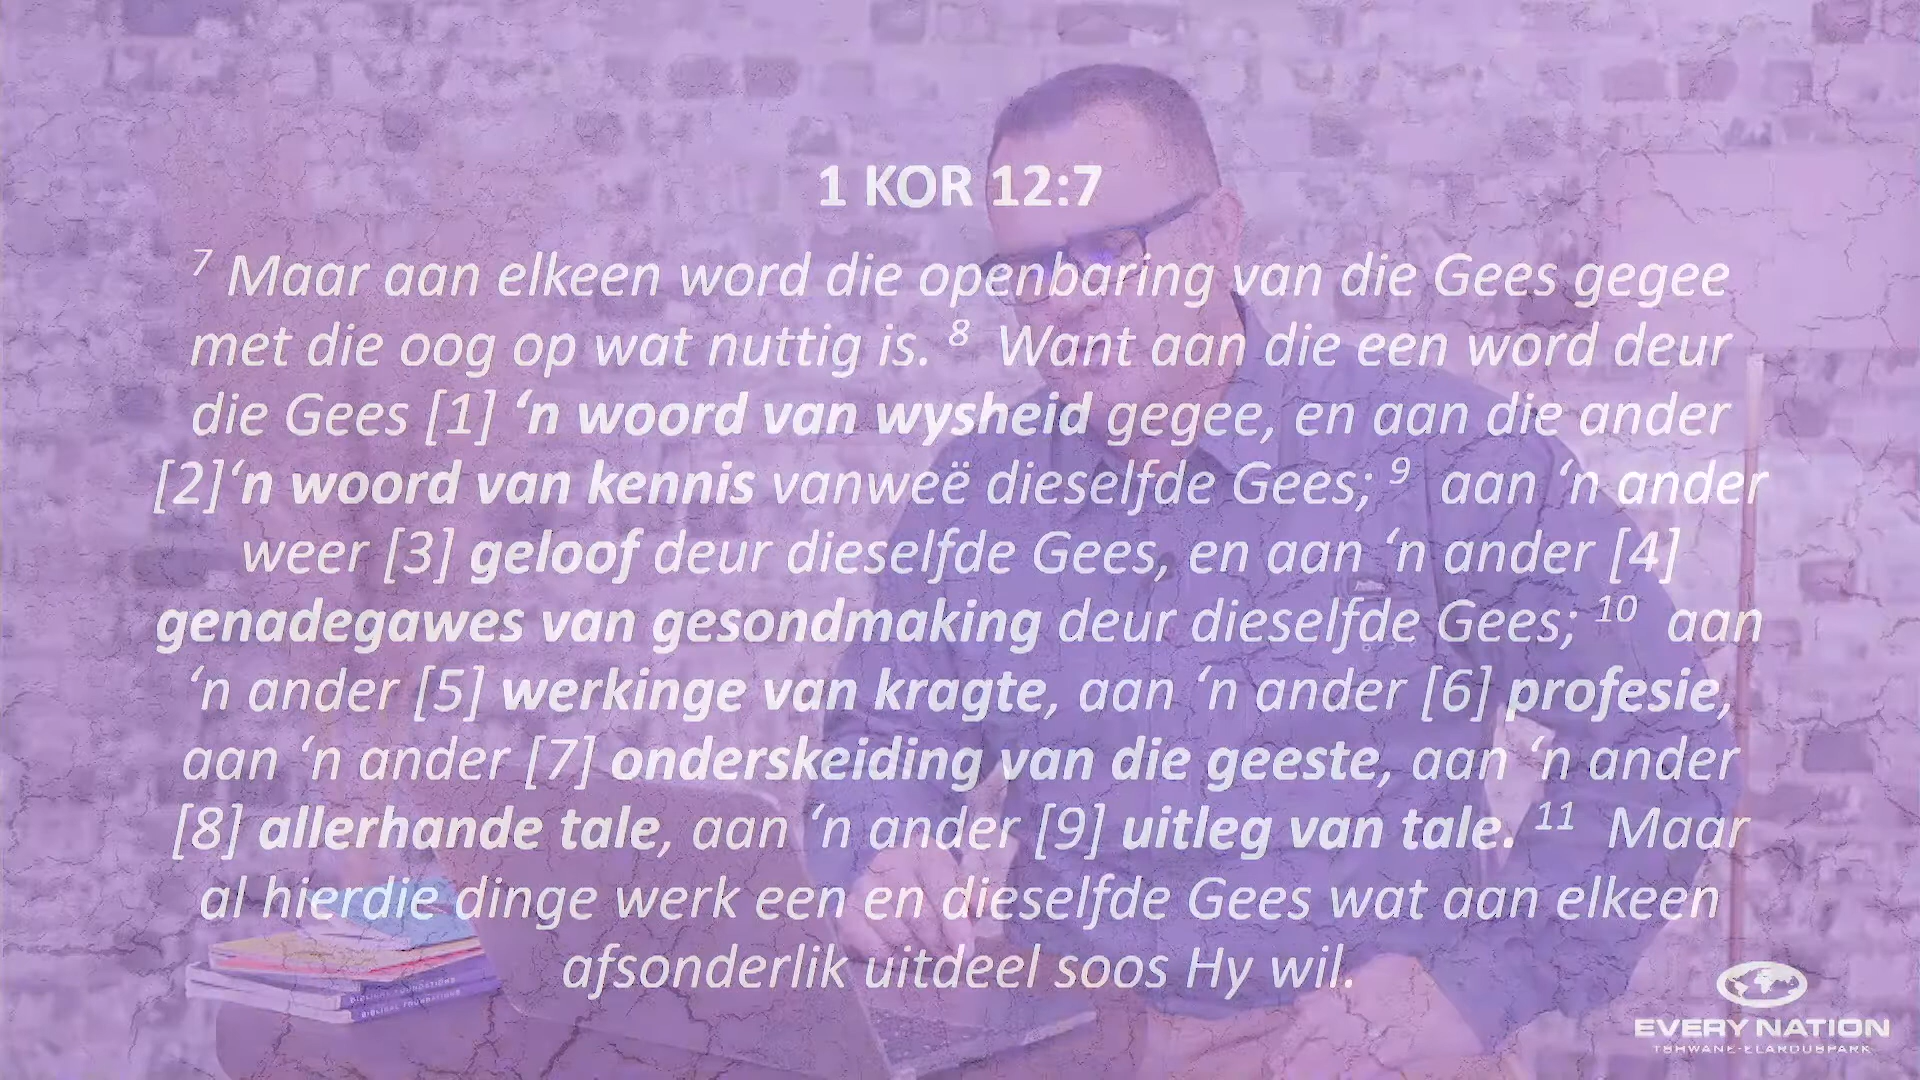 1 KOR 12:7
7 Maar aan elkeen word die openbaring van die Gees gegee
met die oog op wat nuttig is. 8 Want aan die een word deur
die Gees [1] ‘n woord van wysheid gegee, en aan die ander
[2]‘n woord van kennis vanweë dieselfde Gees; 9 aan ‘n ander
weer [3] geloof deur dieselfde Gees, en aan ‘n ander [4]
genadegawes van gesondmaking deur dieselfde Gees; 10 aan
‘n ander [5] werkinge van kragte, aan ‘n ander [6] profesie,
aan ‘n ander [7] onderskeiding van die geeste, aan ‘n ander
[8] allerhande tale, aan ‘n ander [9] uitleg van tale. 11 Maar
al hierdie dinge werk een en dieselfde Gees wat aan elkeen
afsonderlik uitdeel soos Hy wil.
BIBLICAL FOUNDATIONS
BIBLICAL FOUNDATIONS
EVERY NATION
TSHWANE-ELARDUSPARK